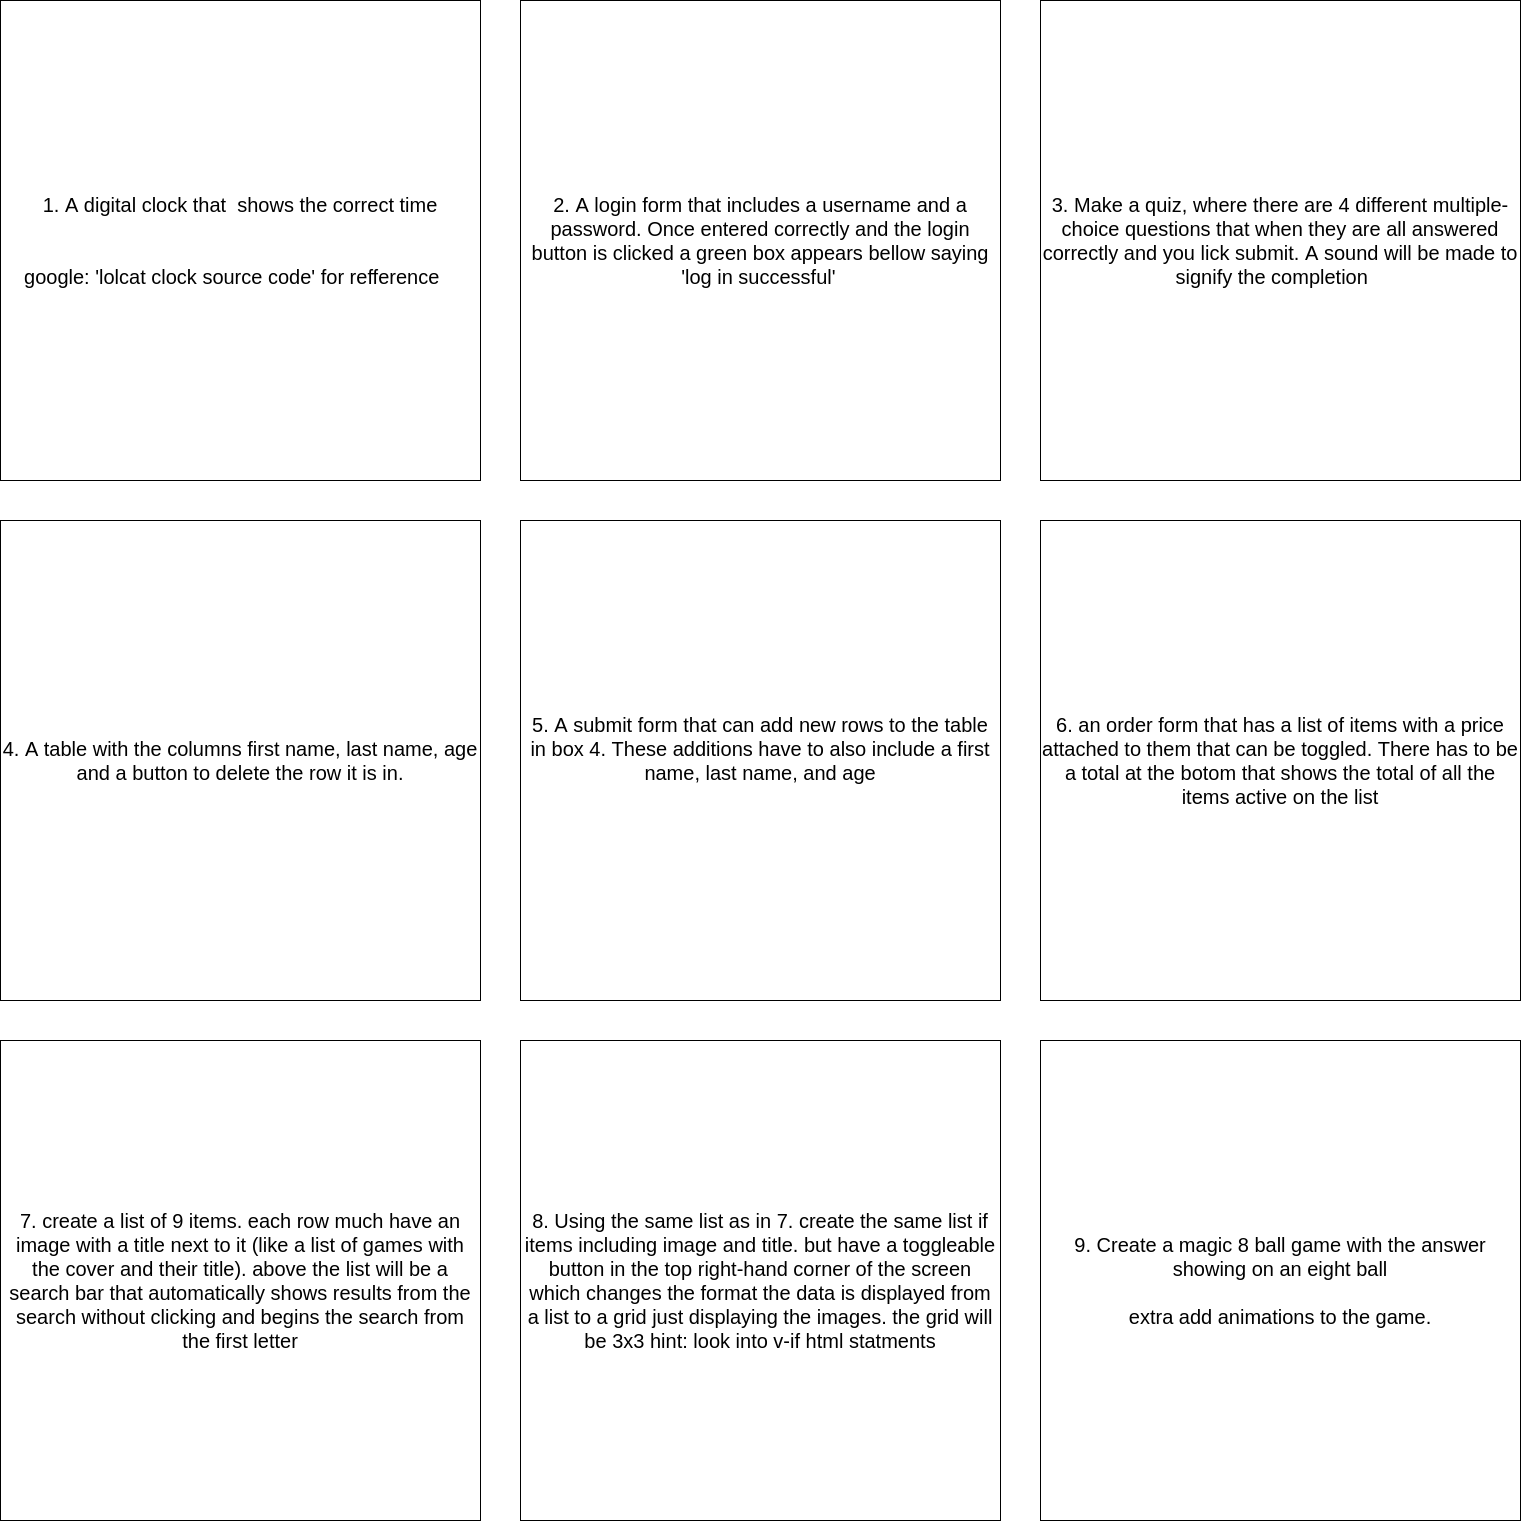 1. A digital clock that  shows the correct time
google: 'lolcat clock source code' for refference
2. A login form that includes a username and a
password. Once entered correctly and the login
button is clicked a green box appears bellow saying
'log in successful'
3. Make a quiz, where there are 4 different multiple-
choice questions that when they are all answered
correctly and you lick submit. A sound will be made to
signify the completion
4. A table with the columns first name, last name, age
and a button to delete the row it is in.
5. A submit form that can add new rows to the table
in box 4. These additions have to also include a first
name, last name, and age
6. an order form that has a list of items with a price
attached to them that can be toggled. There has to be
a total at the botom that shows the total of all the
items active on the list
7. create a list of 9 items. each row much have an
image with a title next to it (like a list of games with
the cover and their title). above the list will be a
search bar that automatically shows results from the
search without clicking and begins the search from
the first letter
8. Using the same list as in 7. create the same list if
items including image and title. but have a toggleable
button in the top right-hand corner of the screen
which changes the format the data is displayed from
a list to a grid just displaying the images. the grid will
be 3x3 hint: look into v-if html statments
9. Create a magic 8 ball game with the answer
showing on an eight ball
extra add animations to the game.